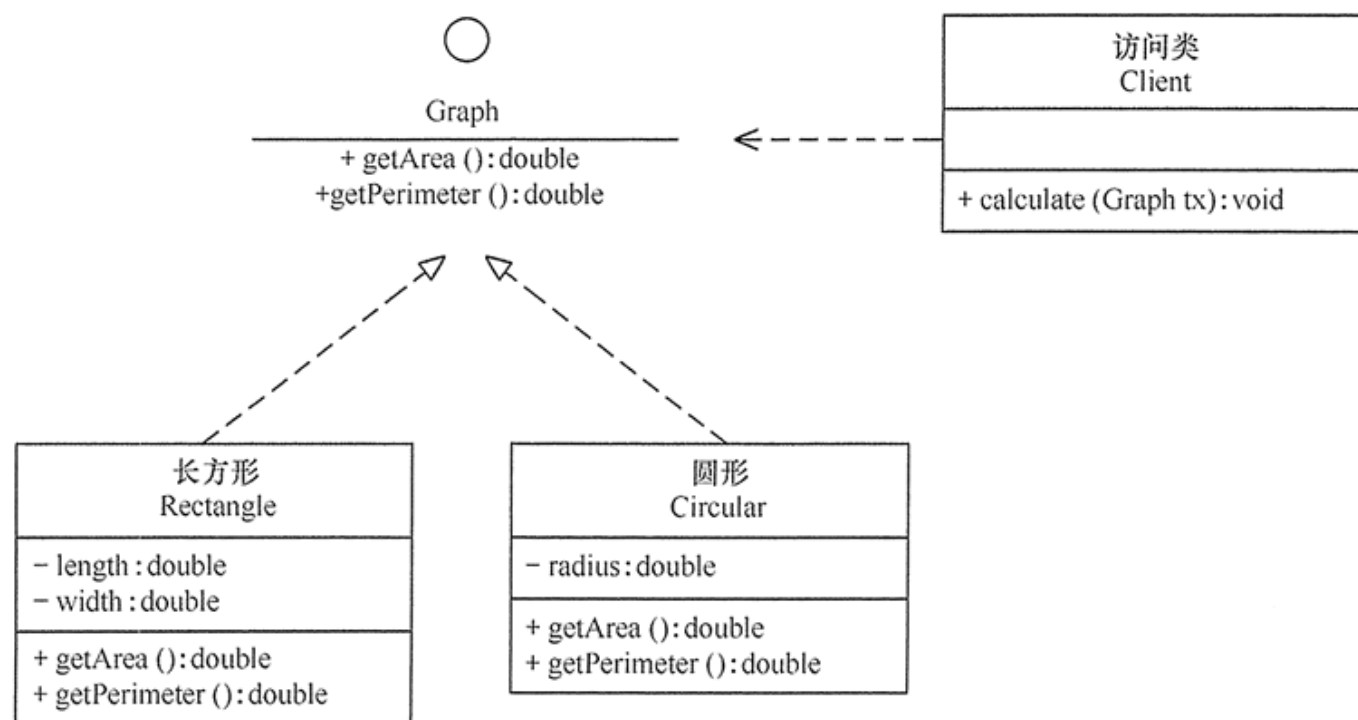 Graph
+ getArea ():double
+getPerimeter ():double
访问类
Client
+ calculate (Graph tx):void
长方形
Rectangle
- length:double
- width:double
+ getArea ():double
+ getPerimeter ():double
圆形
Circular
- radius:double
+ getArea ():double
+ getPerimeter ():double